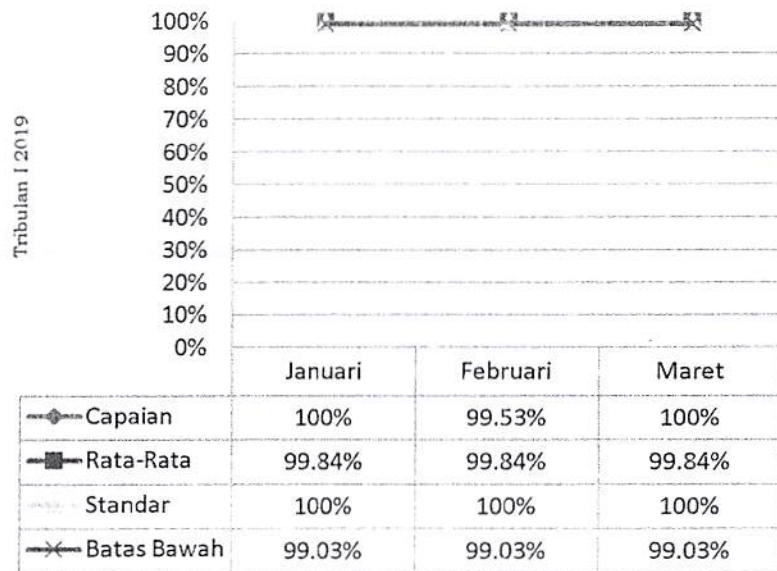 Tribulan I 2019
100%
90%
80%
70%
60%
50%
40%
30%
20%
10%
0%
Januari Februari Maret
Capaian 100% 99.53% 100%
Rata-Rata 99.84% 99.84% 99.84%
Standar 100% 100% 100%
Batas Bawah 99.03% 99.03% 99.03%